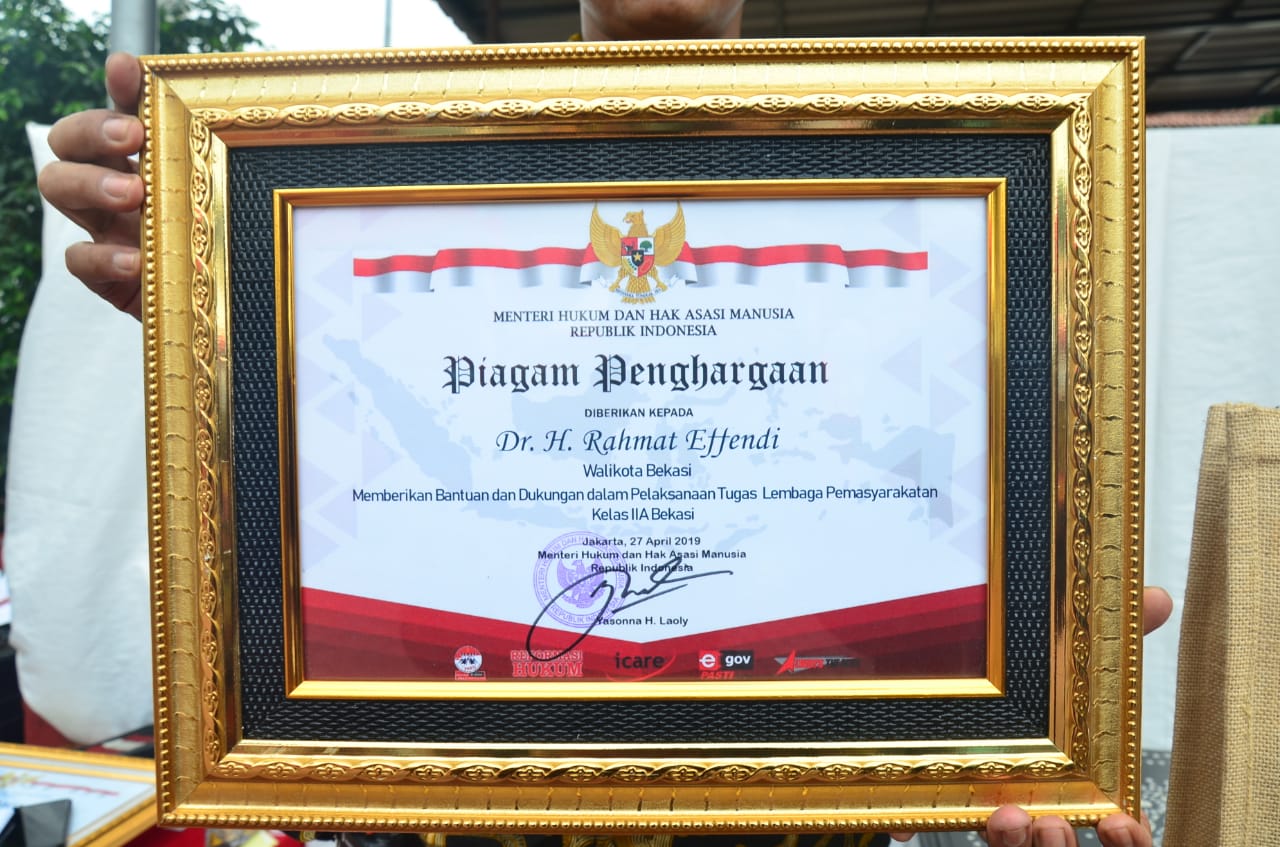 MENTERI HUKUM DAN HAK ASASI MANUSIA
REPUBLIK INDONESIA
Piagam Penghargaan
DIBERIKAN KEPADA
Dr. H. Rahmat Effendi
Walikota Bekasi
Memberikan Bantuan dan Dukungan dalam Pelaksanaan Tugas Lembaga Pemasyarakatan
Kelas IIA Bekasi
Jakarta, 27 April 2019
Menteri Hukum dan Hak Asasi Manusia
Republik Indonesia
Yasonna H. Laoly
REFORMASI
HUKUM
icare
e gov
PASTI